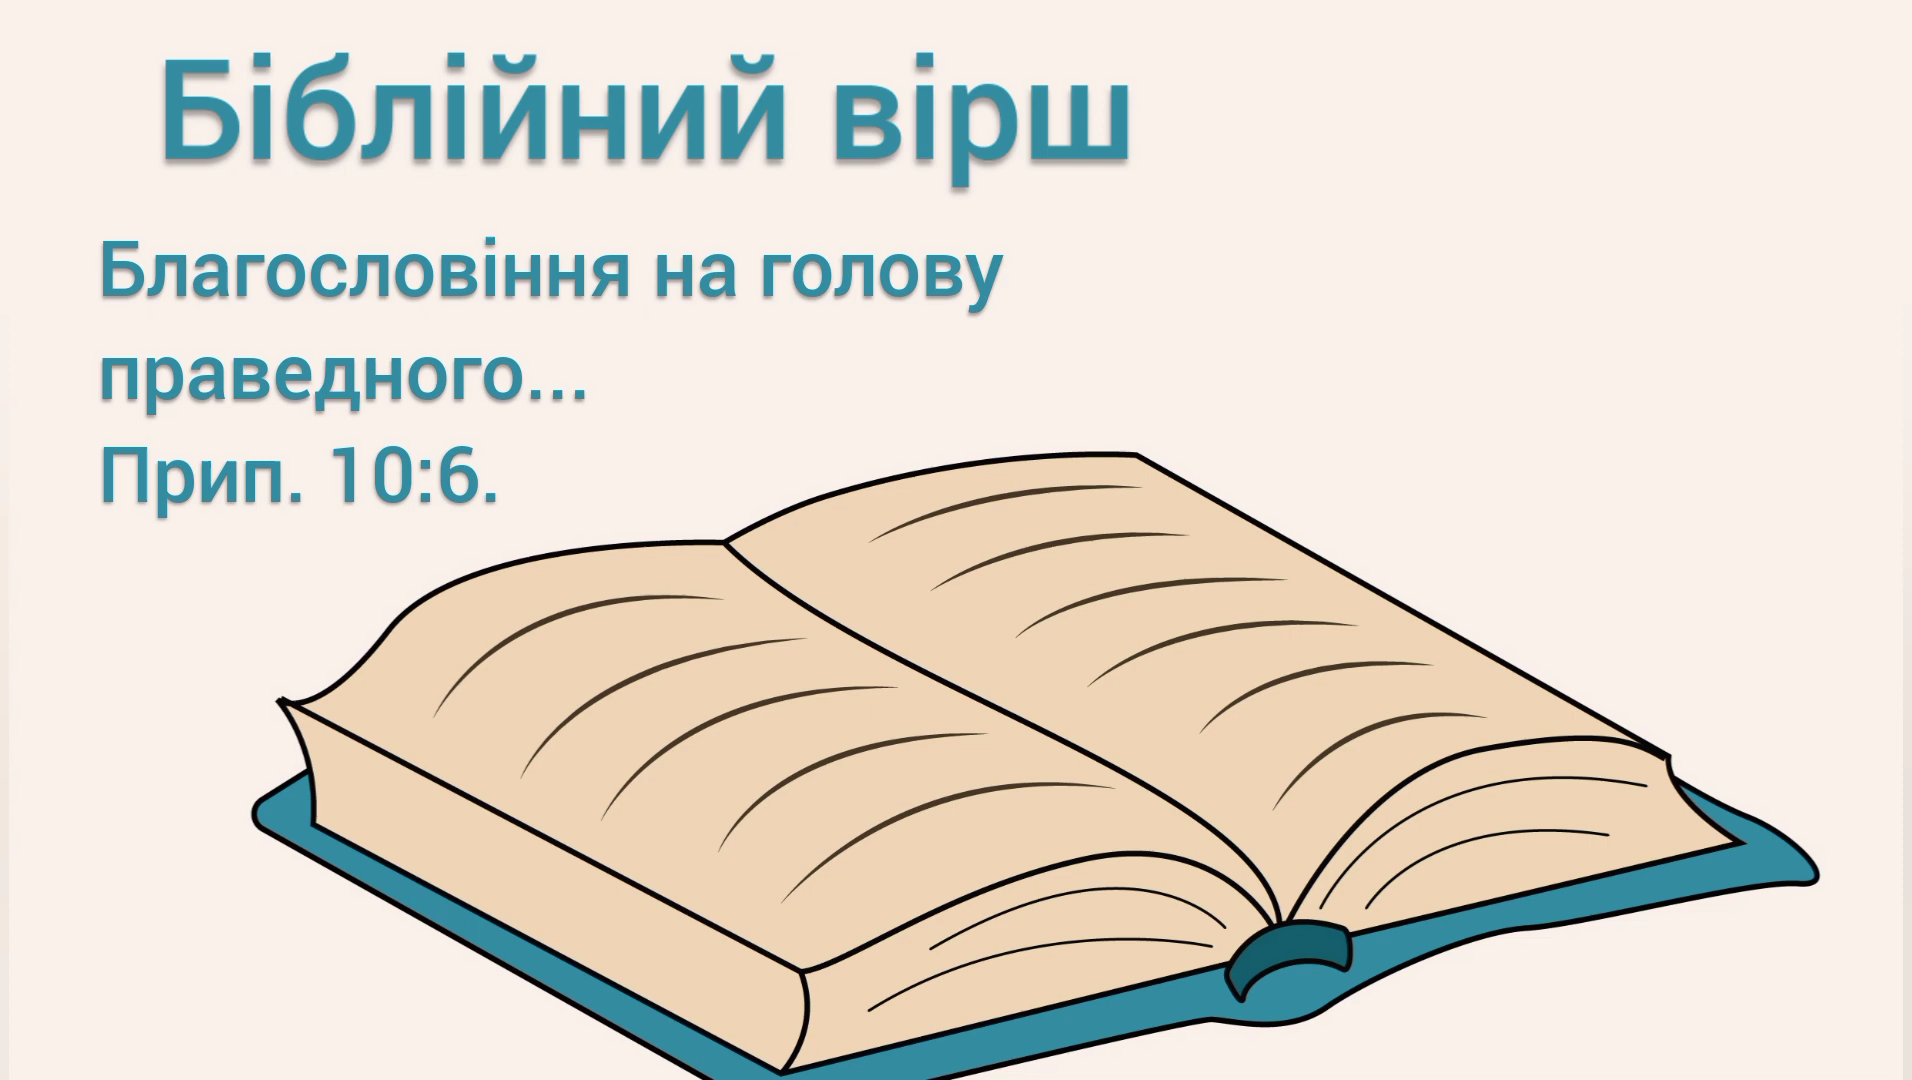 Біблійний вірш
Благословіння на голову
праведного...
Прип. 10:6.